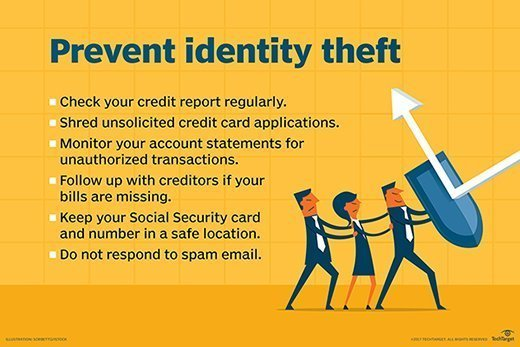 Prevent identity theft
Check your credit report regularly.
Shred unsolicited credit card applications.
Monitor your account statements for
unauthorized transactions.
Follow up with creditors if your
bills are missing.
Keep your Social Security card
and number in a safe location.
Do not respond to spam email.
ILLUSTRATION: SORBETTO/ISTOCK
©2017 TECHTARGET. ALL RIGHTS RESERVED
TechTarget